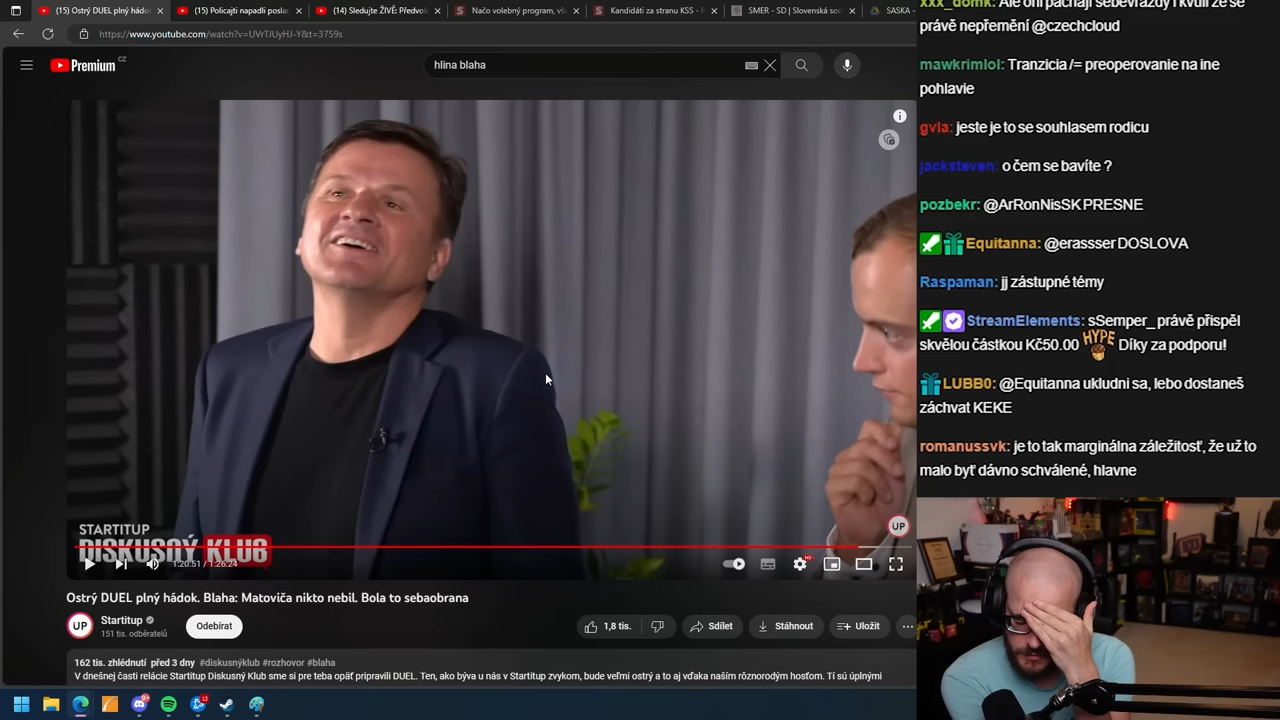 (15) Ostrý DUEL plný hádok
(15) Policajti napadli poslan
(14) Sledujte ŽIVĚ: Předvol
Načo volebný program, vš
Kandidáti za stranu KSS - P
SMER - SD | Slovenská soc
SASKA -
https://www.youtube.com/watch?v=UVrTJUyHJ-Y&t=3759s
Premium CZ
hlina blaha
STARTITUP
DISKUSNÝ KLUB
UP
1:20:51 / 1:26:24
HD
Ostrý DUEL plný hádok. Blaha: Matoviča nikto nebil. Bola to sebaobrana
UP
Startitup
151 tis. odběratelů
Odebírat
1,8 tis.
Sdílet
Stáhnout
Uložit
162 tis. zhlédnutí před 3 dny #diskusnýklub #rozhovor #blaha
V dnešnej časti relácie Startitup Diskusný Klub sme si pre teba opäť pripravili DUEL. Ten, ako býva u nás v Startitup zvykom, bude veľmi ostrý a to aj vďaka našim rôznorodým hosťom. Tí sú úplnými
xxx_domk: Ale oni páchají sebevraždy i kvůli že se
právě nepřemění @czechcloud
mawkrimlol: Tranzicia /= preoperovanie na ine
pohlavie
gvla: jeste je to se souhlasem rodicu
jacksteven: o čem se bavíte ?
pozbekr: @ArRonNisSK PRESNE
Equitanna: @erassser DOSLOVA
Raspaman: jj zástupné témy
StreamElements: sSemper_ právě přispěl
skvělou částkou Kč50.00 HYPE Díky za podporu!
LUBB0: @Equitanna ukludni sa, lebo dostaneš
záchvat KEKE
romanussvk: je to tak marginálna záležitosť, že už to
malo byť dávno schválené, hlavne